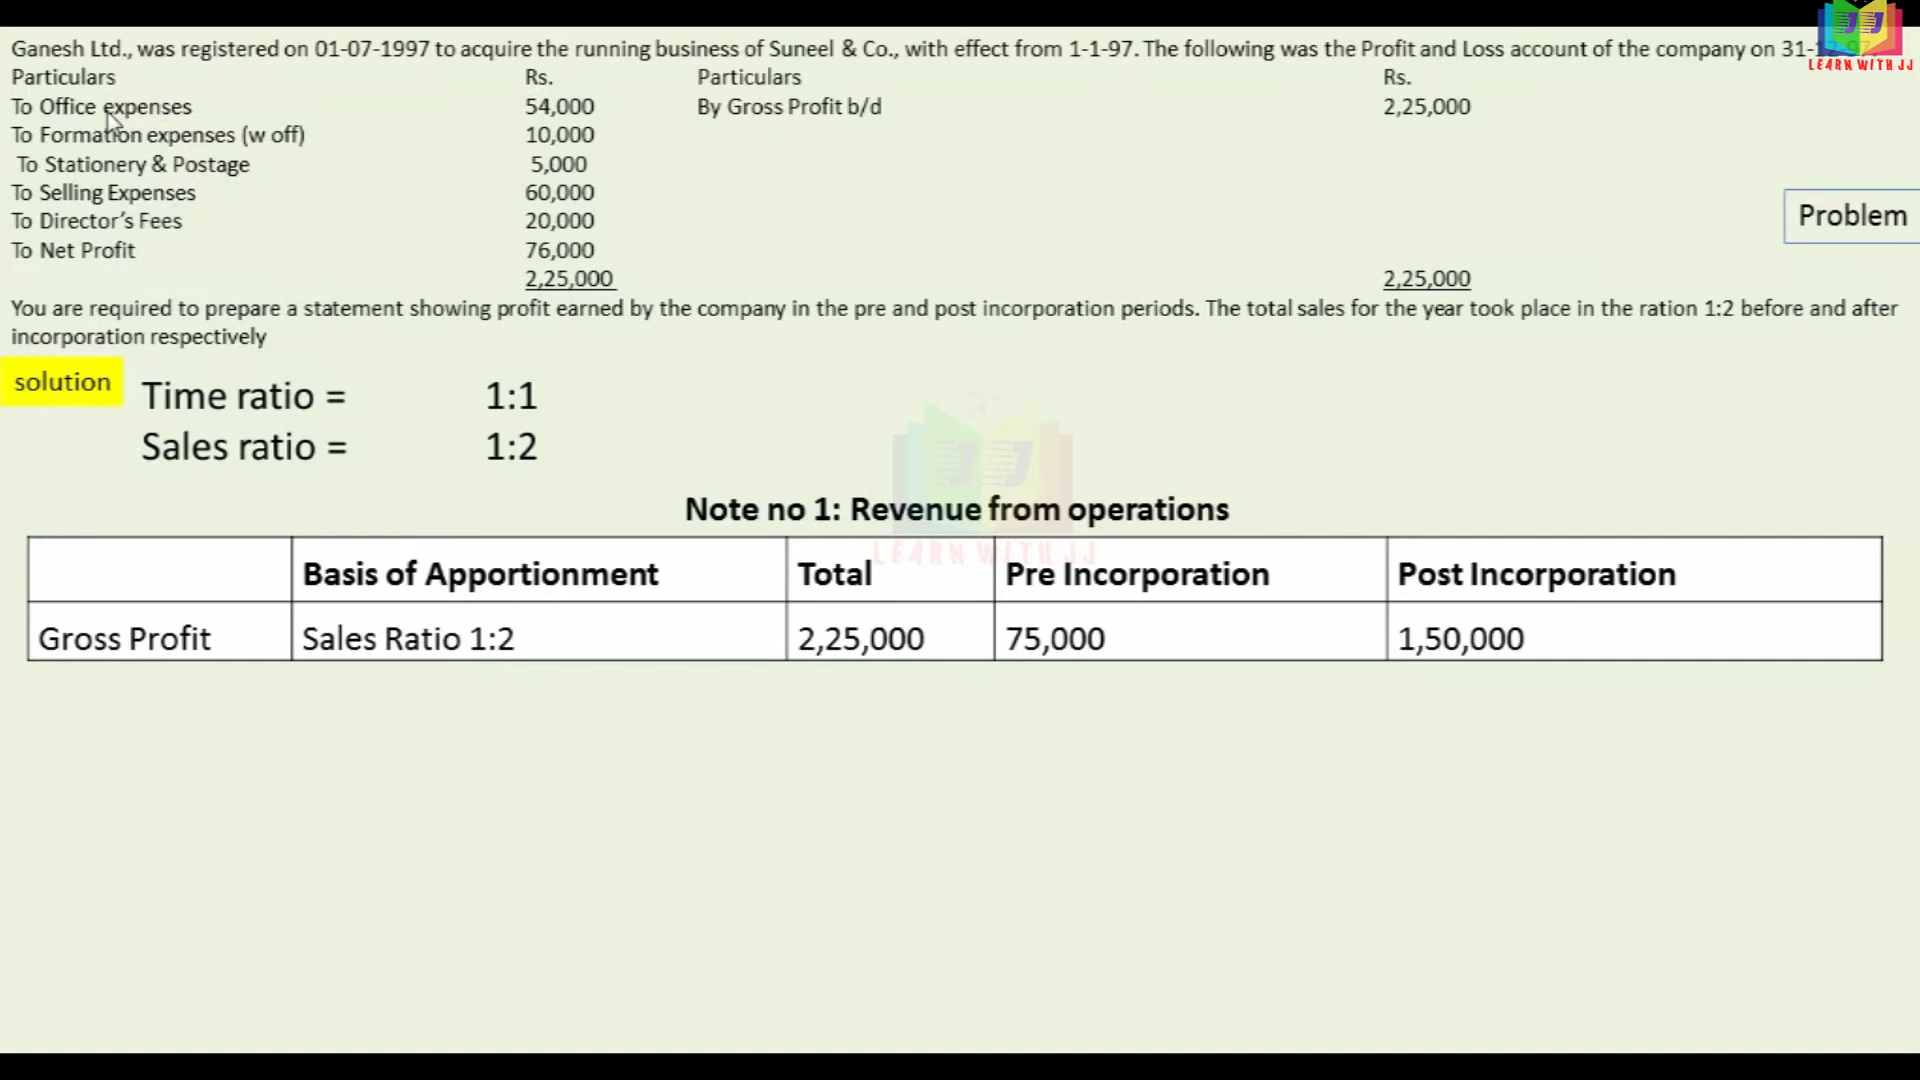 Ganesh Ltd., was registered on 01-07-1997 to acquire the running business of Suneel & Co., with effect from 1-1-97. The following was the Profit and Loss account of the company on 31-12-97.
Particulars Rs. Particulars Rs.
To Office expenses 54,000 By Gross Profit b/d 2,25,000
To Formation expenses (w off) 10,000
To Stationery & Postage 5,000
To Selling Expenses 60,000
To Director's Fees 20,000
To Net Profit 76,000
2,25,000 2,25,000
Problem
You are required to prepare a statement showing profit earned by the company in the pre and post incorporation periods. The total sales for the year took place in the ration 1:2 before and after
incorporation respectively
solution
Time ratio = 1:1
Sales ratio = 1:2
Note no 1: Revenue from operations
Basis of Apportionment Total Pre Incorporation Post Incorporation
Gross Profit Sales Ratio 1:2 2,25,000 75,000 1,50,000
LEARN WITH JJ
LEARN WITH JJ